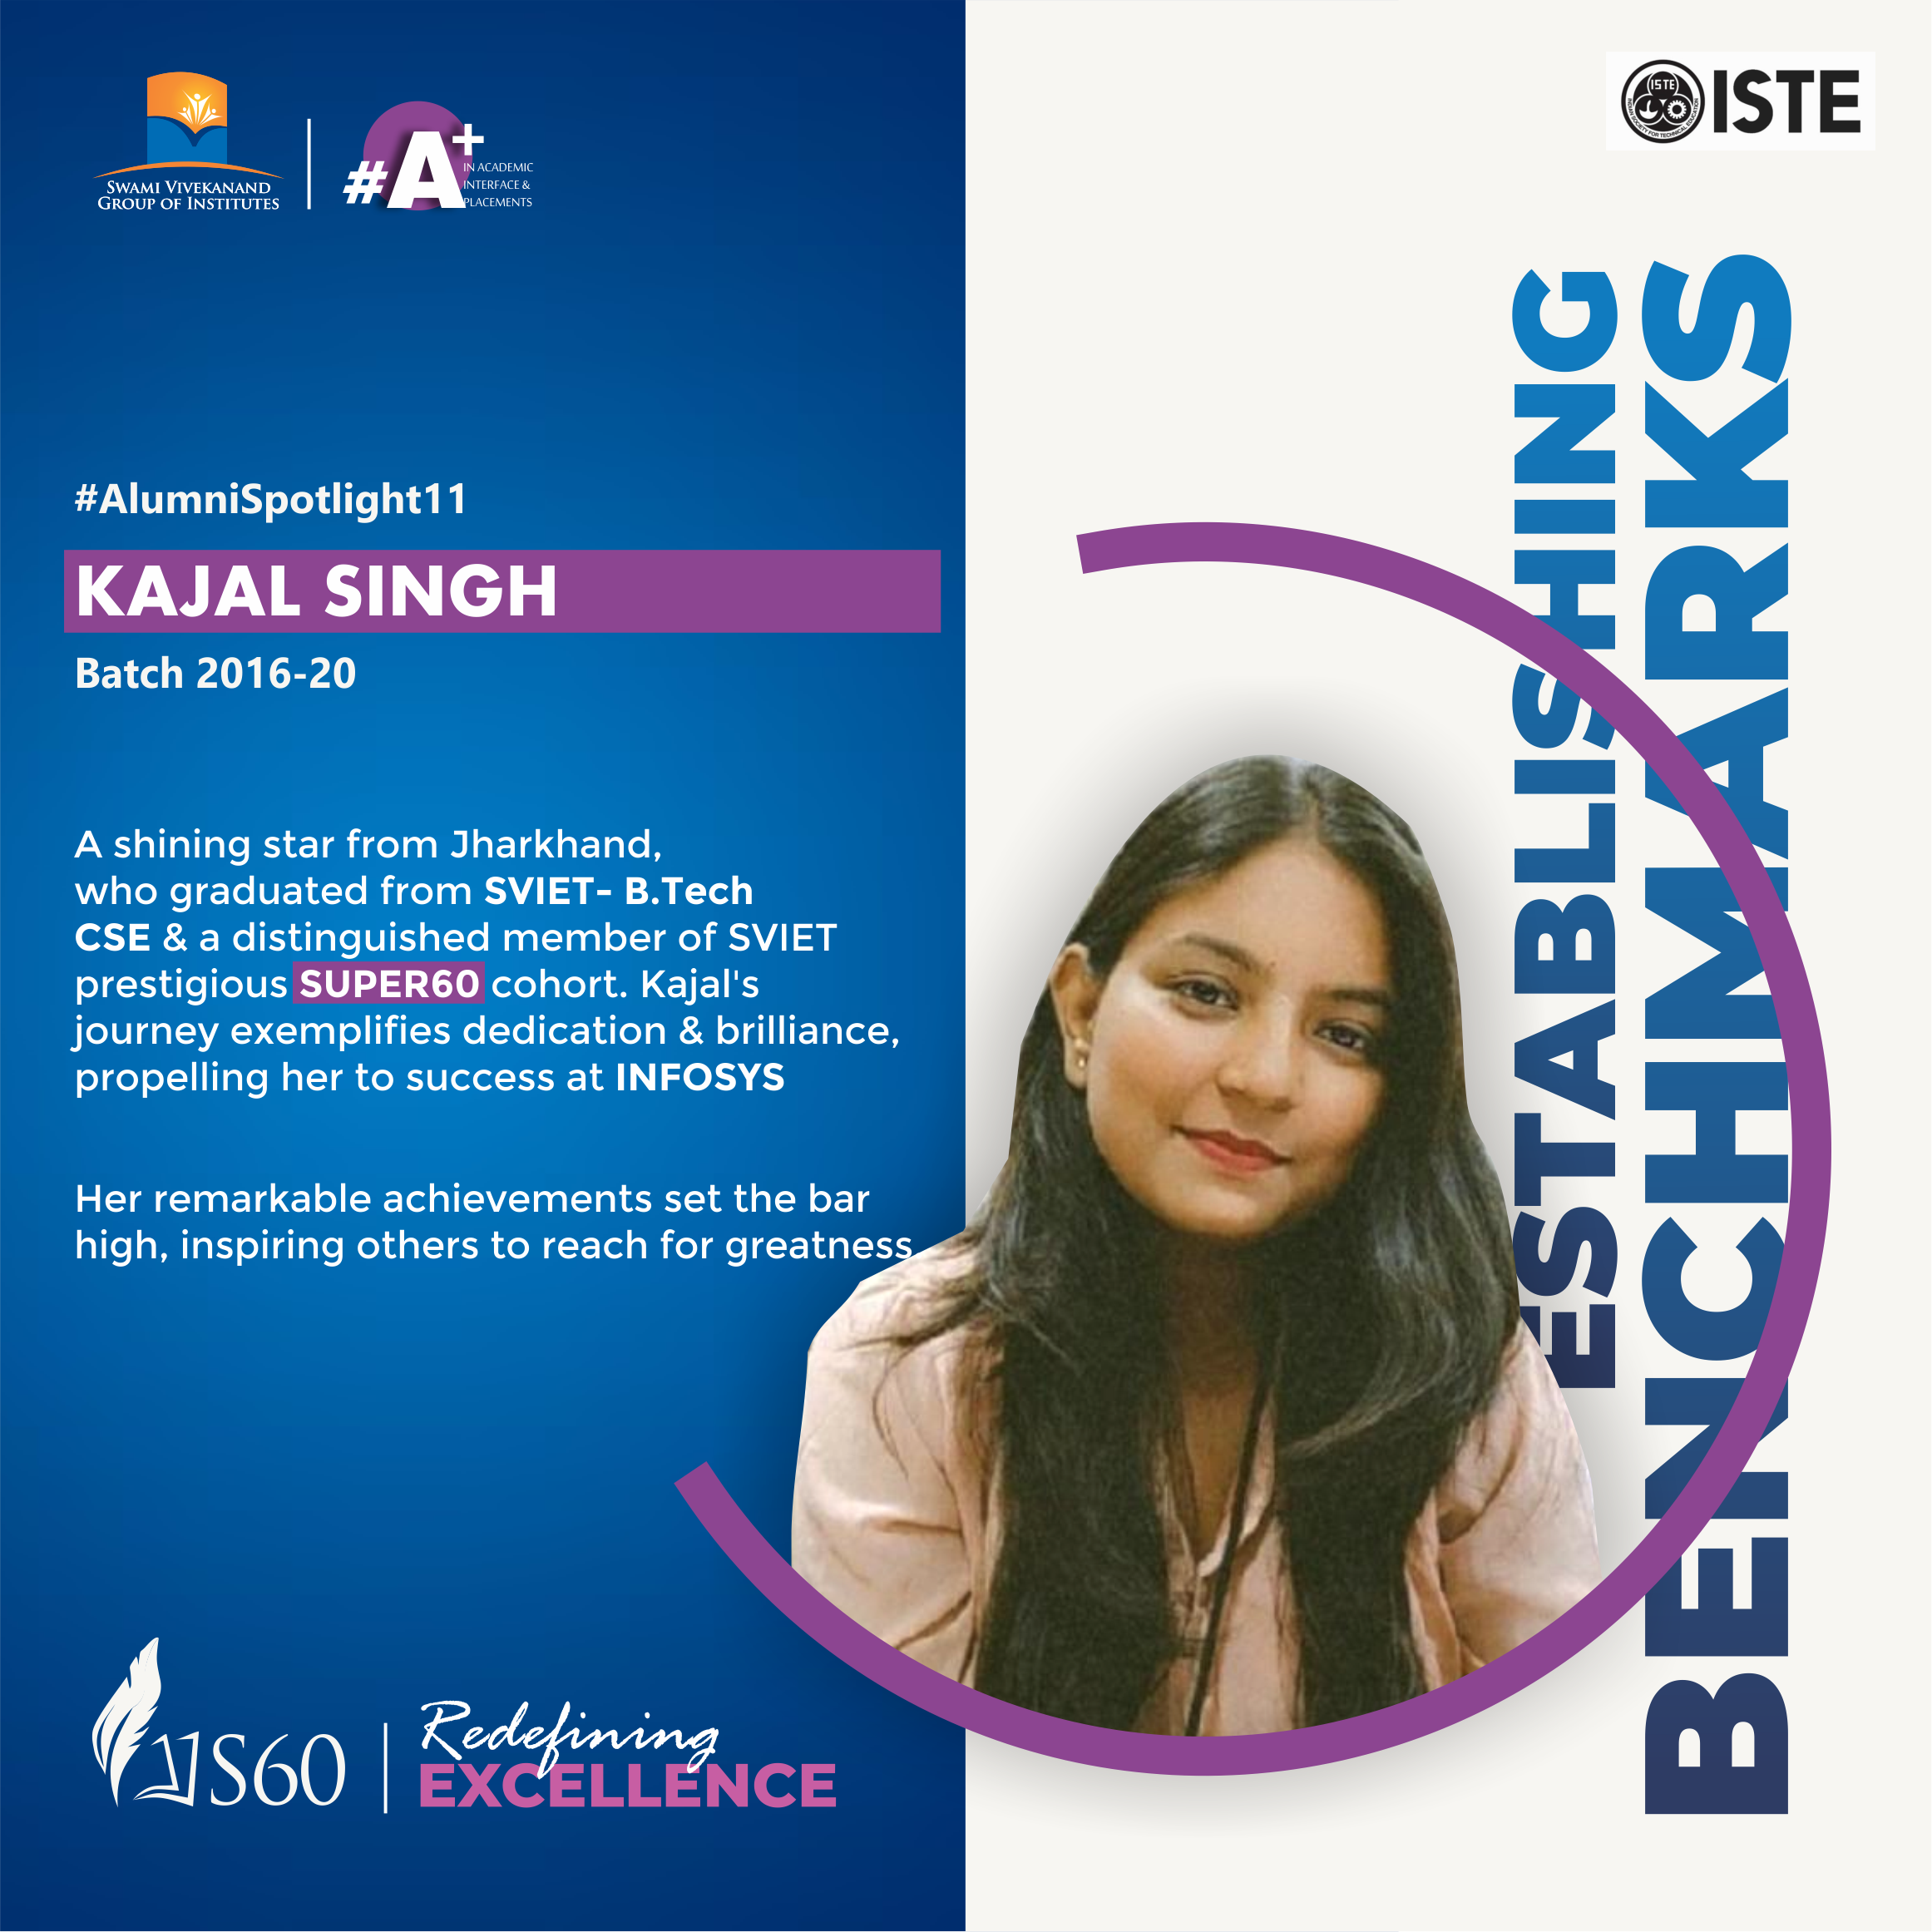 SWAMI VIVEKANAND
GROUP OF INSTITUTES
#A+
IN ACADEMIC
INTERFACE &
PLACEMENTS
ISTE
ISTE
#AlumniSpotlight11
KAJAL SINGH
Batch 2016-20
A shining star from Jharkhand,
who graduated from SVIET- B.Tech
CSE & a distinguished member of SVIET
prestigious SUPER60 cohort. Kajal's
journey exemplifies dedication & brilliance,
propelling her to success at INFOSYS
Her remarkable achievements set the bar
high, inspiring others to reach for greatness.
ESTABLISHING
BENCHMARKS
S60
Redefining
EXCELLENCE